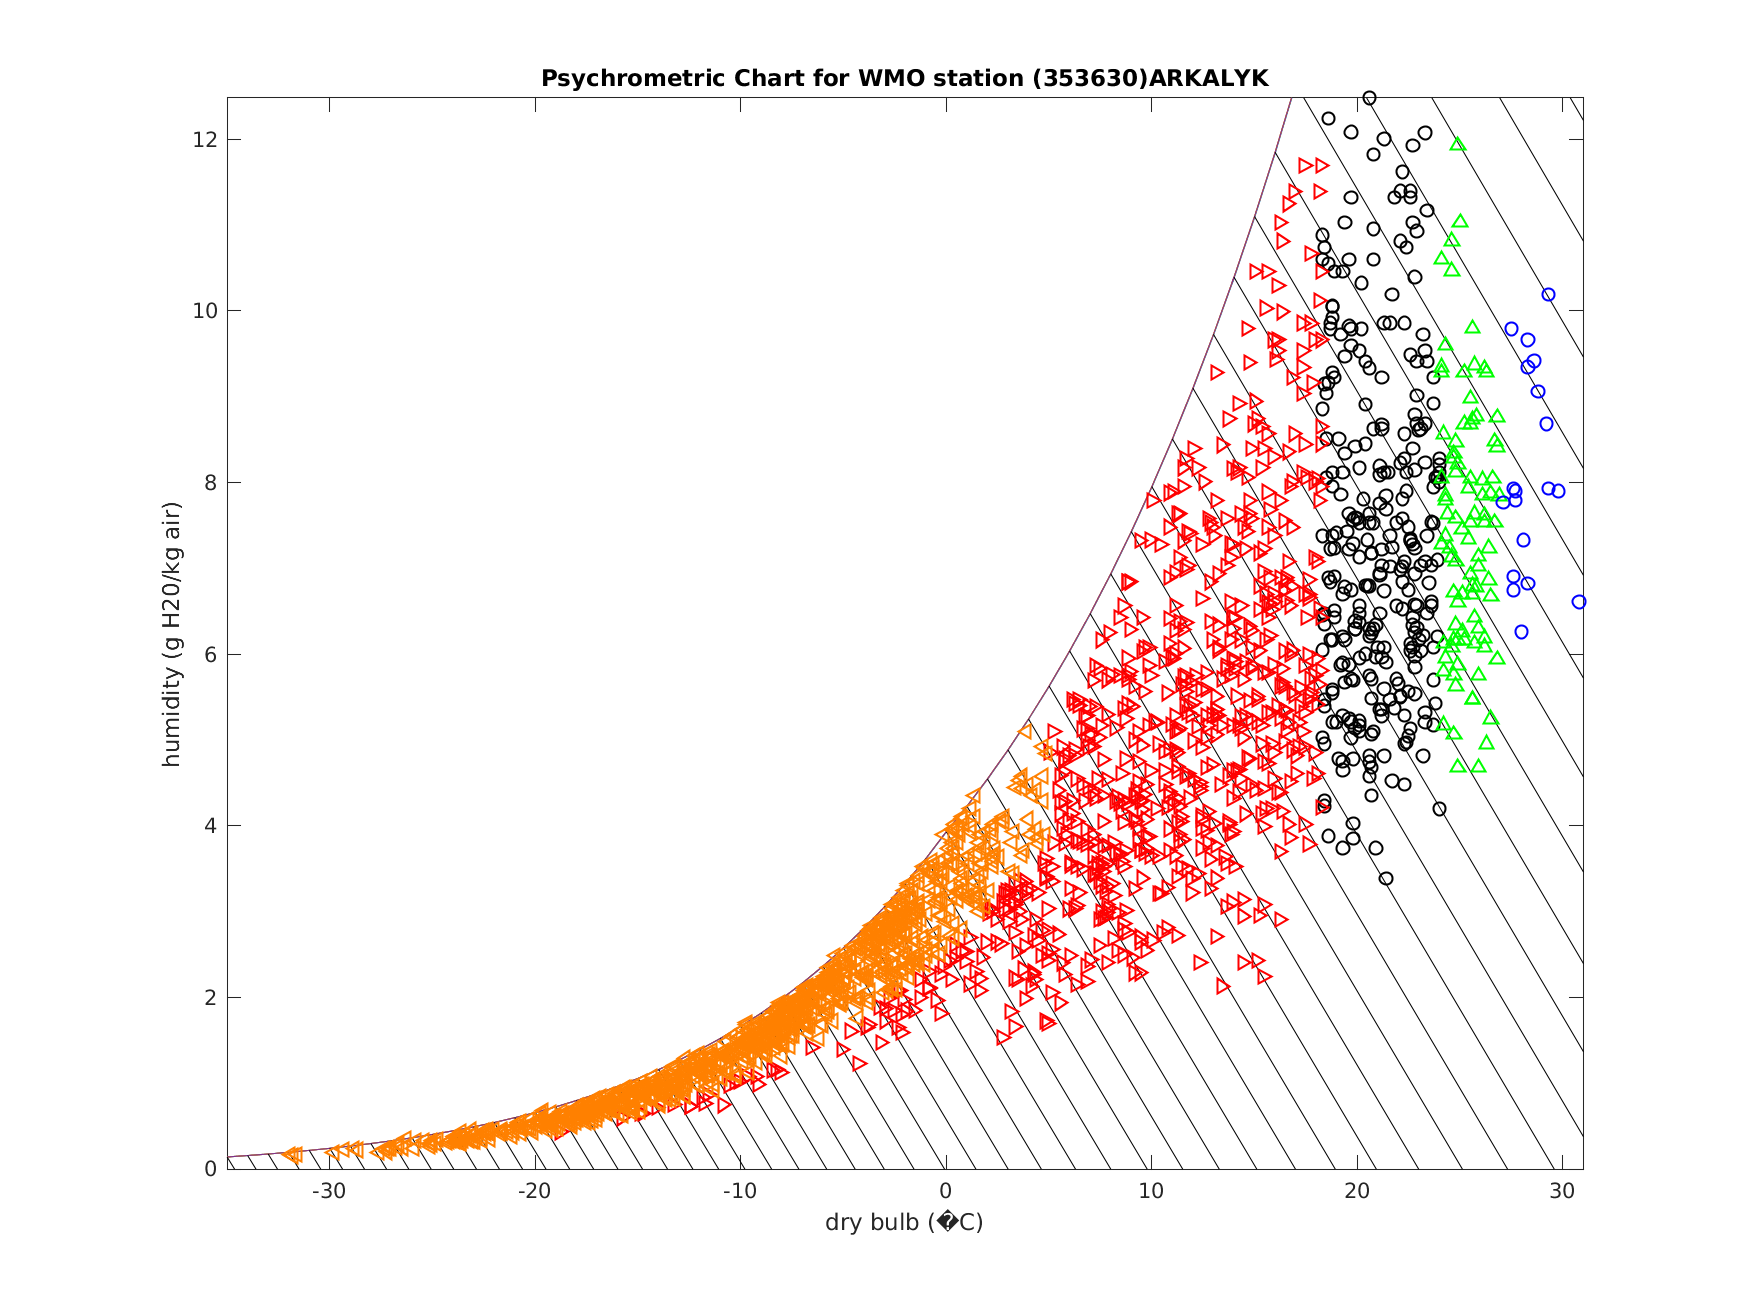 Psychrometric Chart for WMO station (353630)ARKALYK
humidity (g H20/kg air)
12
10
8
6
4
2
0
-30 -20 -10 0 10 20 30
dry bulb (�C)